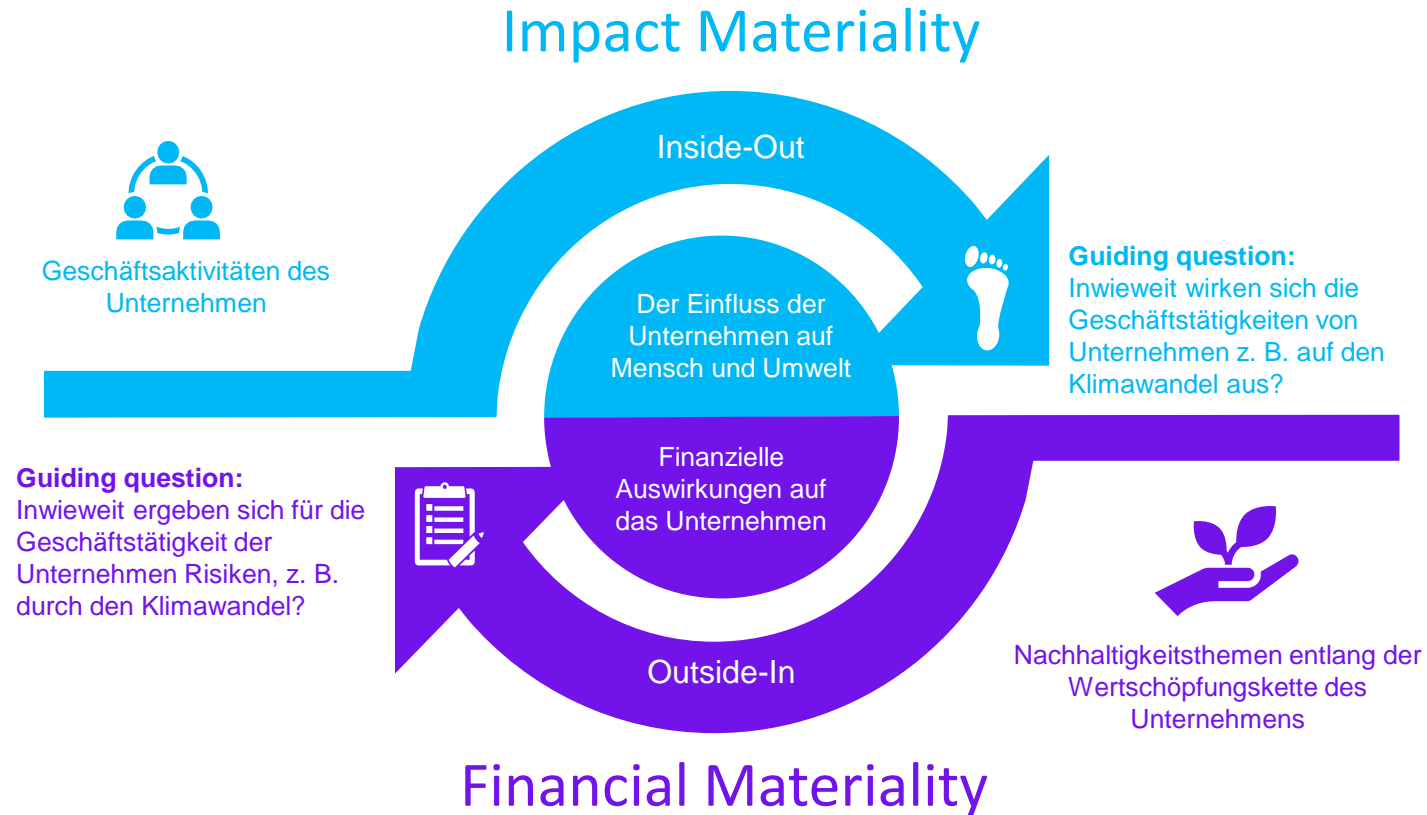 Impact Materiality
Inside-Out
Geschäftsaktivitäten des
Unternehmen
Der Einfluss der
Unternehmen auf
Mensch und Umwelt
Guiding question:
Inwieweit wirken sich die
Geschäftstätigkeiten von
Unternehmen z. B. auf den
Klimawandel aus?
Guiding question:
Inwieweit ergeben sich für die
Geschäftstätigkeit der
Unternehmen Risiken, z. B.
durch den Klimawandel?
Finanzielle
Auswirkungen auf
das Unternehmen
Outside-In
Nachhaltigkeitsthemen entlang der
Wertschöpfungskette des
Unternehmens
Financial Materiality